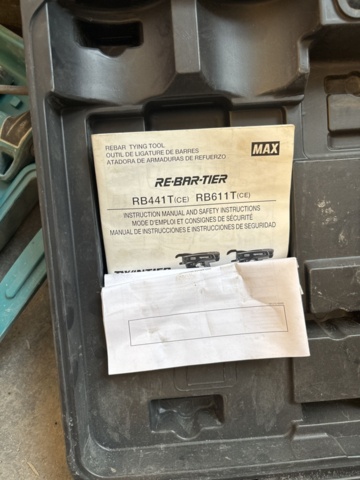 REBAR TYING TOOL
OUTIL DE LIGATURE DE BARRES
ATADORA DE ARMADURAS DE REFUERZO
MAX
RE-BAR-TIER
RB441T(CE) RB611T(CE)
INSTRUCTION MANUAL AND SAFETY INSTRUCTIONS
MODE D'EMPLOI ET CONSIGNES DE SÉCURITÉ
MANUAL DE INSTRUCCIONES E INSTRUCCIONES DE SEGURIDAD
TWINTIER